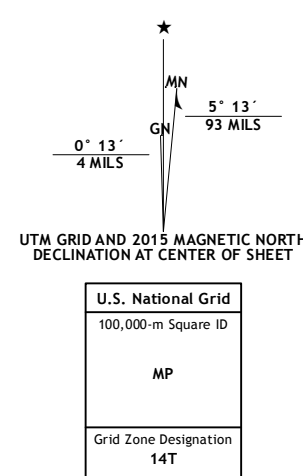 ★
MN
5° 13´
93 MILS
GN
0° 13´
4 MILS
UTM GRID AND 2015 MAGNETIC NORTH
DECLINATION AT CENTER OF SHEET
U.S. National Grid
100,000-m Square ID
MP
Grid Zone Designation
14T